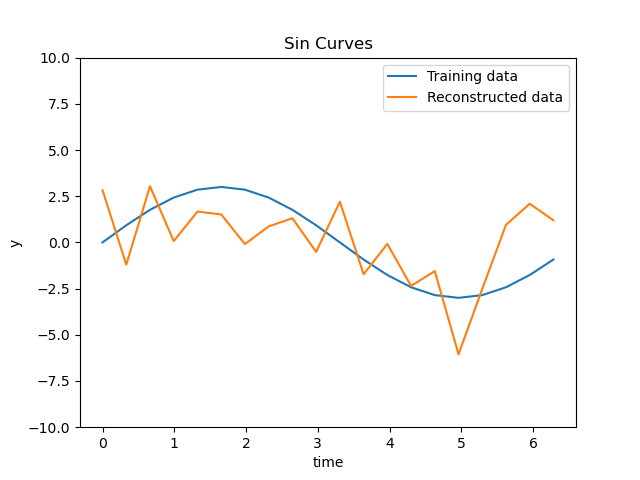 Sin Curves
Training data
Reconstructed data
10.0
7.5
5.0
2.5
0.0
−2.5
−5.0
−7.5
−10.0
y
0 1 2 3 4 5 6
time